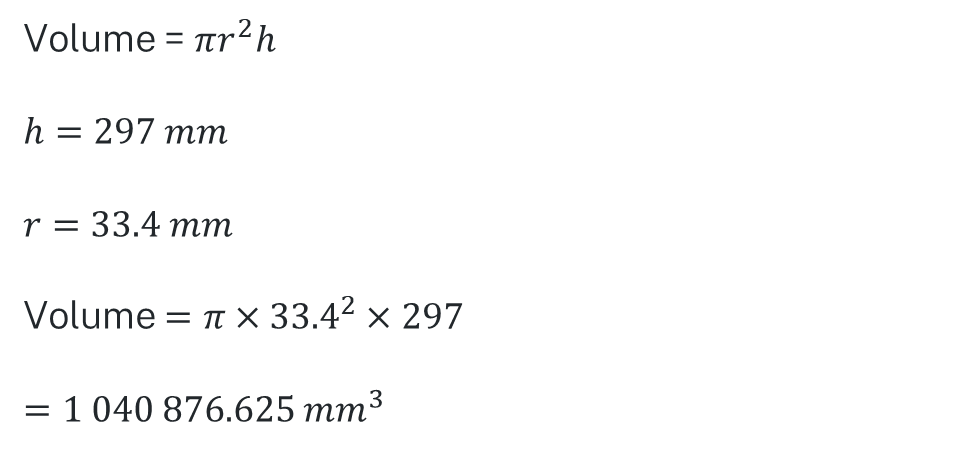 Volume = πr²h
h = 297 mm
r = 33.4 mm
Volume = π × 33.4² × 297
= 1 040 876.625 mm³